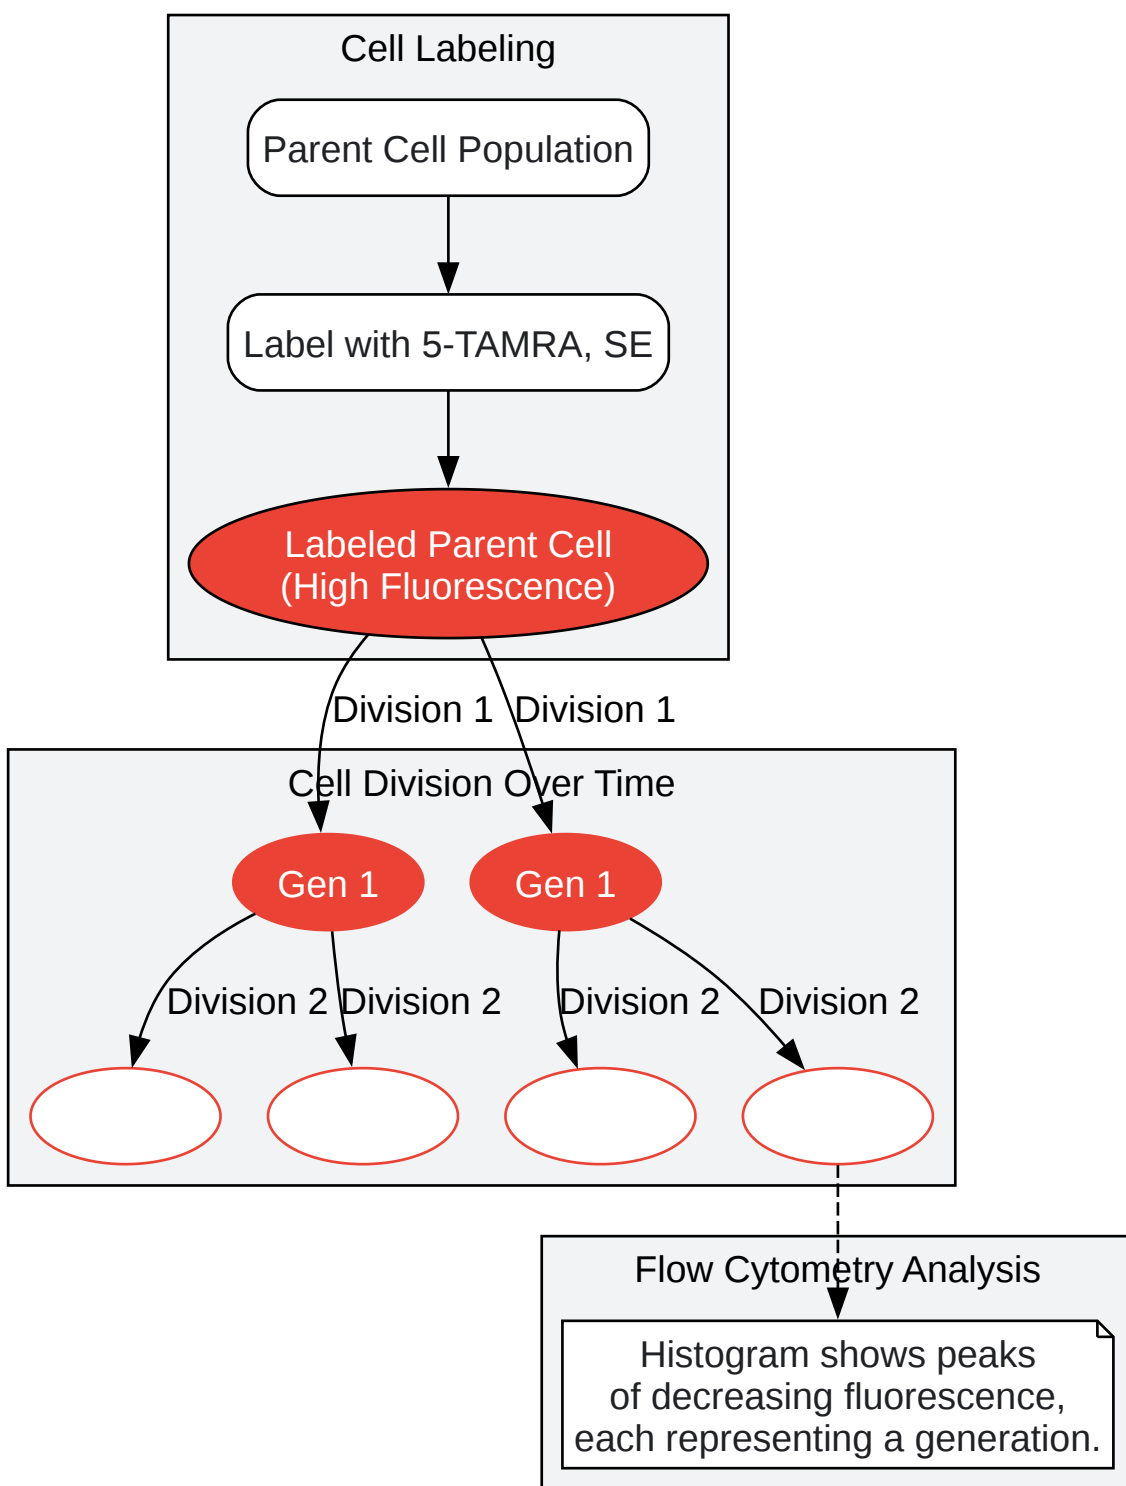 Cell Labeling
Parent Cell Population
Label with 5-TAMRA, SE
Labeled Parent Cell
(High Fluorescence)
Division 1
Division 1
Cell Division Over Time
Gen 1
Gen 1
Division 2
Division 2
Division 2
Division 2
Flow Cytometry Analysis
Histogram shows peaks
of decreasing fluorescence,
each representing a generation.